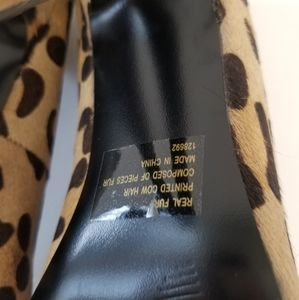 REAL FUR
PRINTED COW HAIR
COMPOSED OF PIECES FUR
MADE IN CHINA
128692